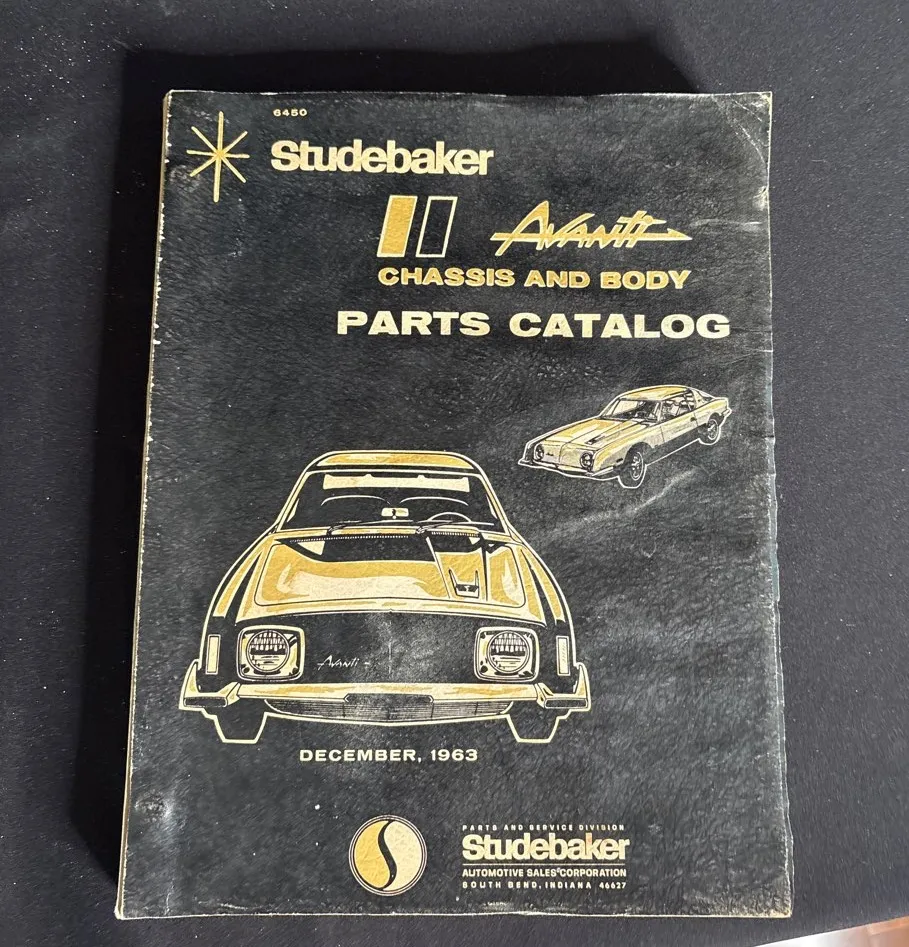 6450
Studebaker
Avanti
CHASSIS AND BODY
PARTS CATALOG
Avanti
DECEMBER, 1963
PARTS AND SERVICE DIVISION
Studebaker
AUTOMOTIVE SALES CORPORATION
SOUTH BEND, INDIANA 46627